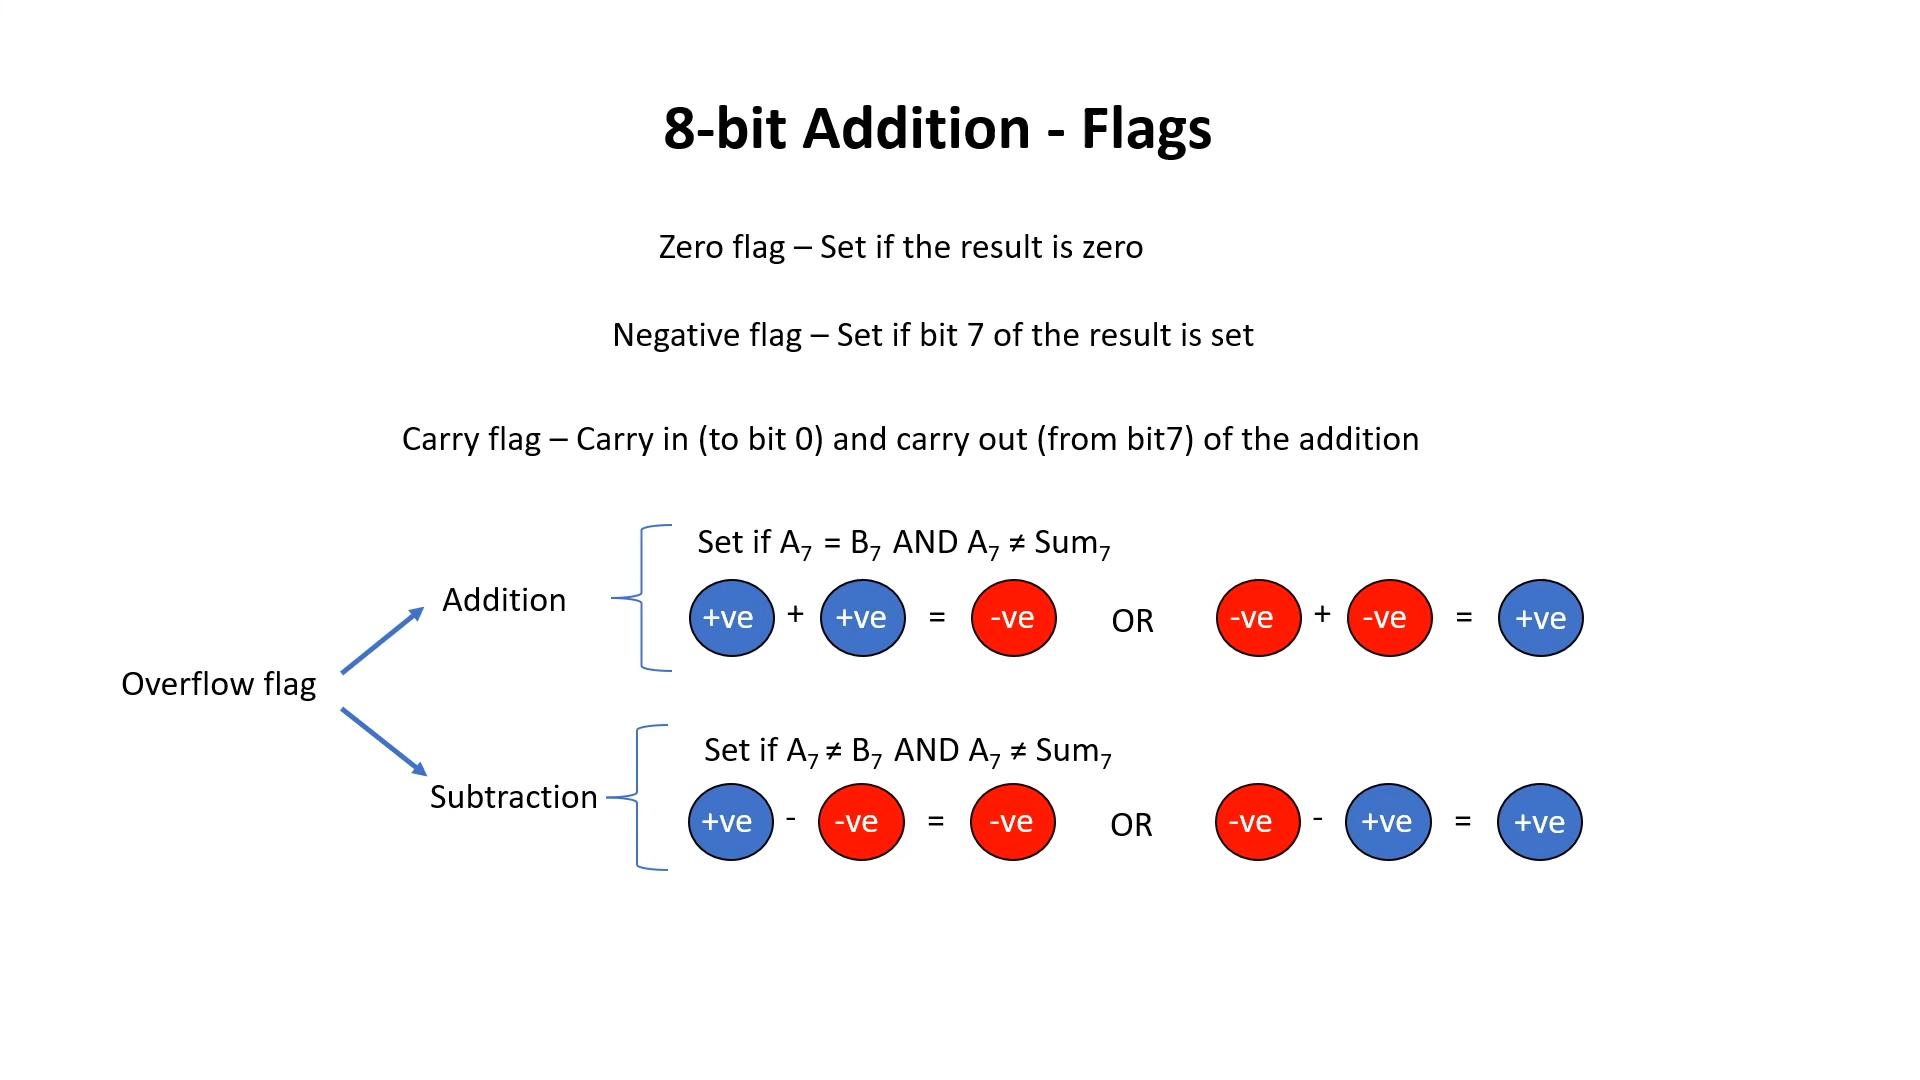 8-bit Addition - Flags
Zero flag – Set if the result is zero
Negative flag – Set if bit 7 of the result is set
Carry flag – Carry in (to bit 0) and carry out (from bit7) of the addition
Set if A₇ = B₇ AND A₇ ≠ Sum₇
Addition
+ve + +ve = -ve OR -ve + -ve = +ve
Overflow flag
Set if A₇ ≠ B₇ AND A₇ ≠ Sum₇
Subtraction
+ve - -ve = -ve OR -ve - +ve = +ve